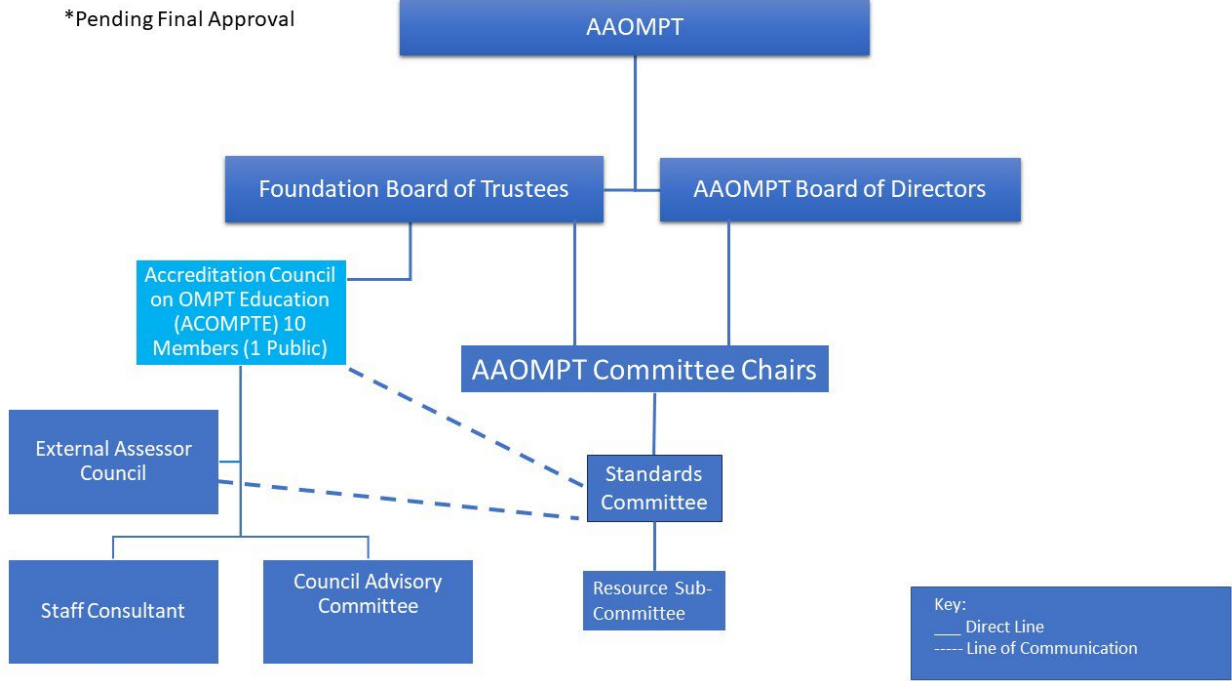 *Pending Final Approval
AAOMPT
Foundation Board of Trustees
AAOMPT Board of Directors
Accreditation Council
on OMPT Education
(ACOMPTE) 10
Members (1 Public)
AAOMPT Committee Chairs
External Assessor
Council
Standards
Committee
Staff Consultant
Council Advisory
Committee
Resource Sub-
Committee
Key:
___ Direct Line
----- Line of Communication